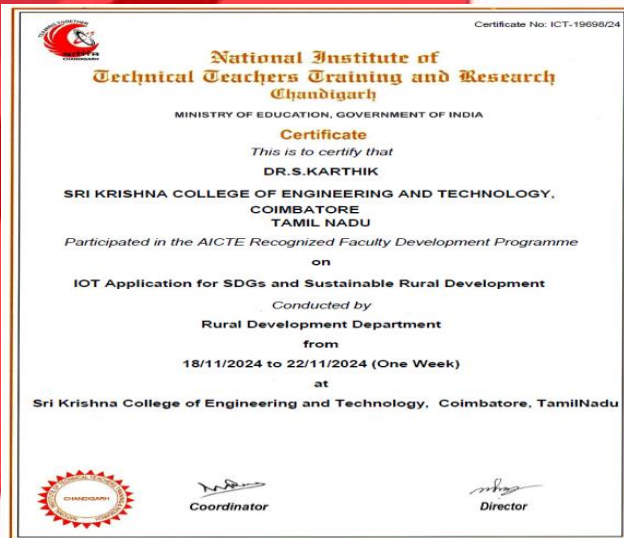 Certificate No: ICT-19698/24
National Institute of
Technical Teachers Training and Research
Chandigarh
MINISTRY OF EDUCATION, GOVERNMENT OF INDIA
Certificate
This is to certify that
DR.S.KARTHIK
SRI KRISHNA COLLEGE OF ENGINEERING AND TECHNOLOGY,
COIMBATORE
TAMIL NADU
Participated in the AICTE Recognized Faculty Development Programme
on
IOT Application for SDGs and Sustainable Rural Development
Conducted by
Rural Development Department
from
18/11/2024 to 22/11/2024 (One Week)
at
Sri Krishna College of Engineering and Technology, Coimbatore, TamilNadu
CHANDIGARH
Coordinator
Director